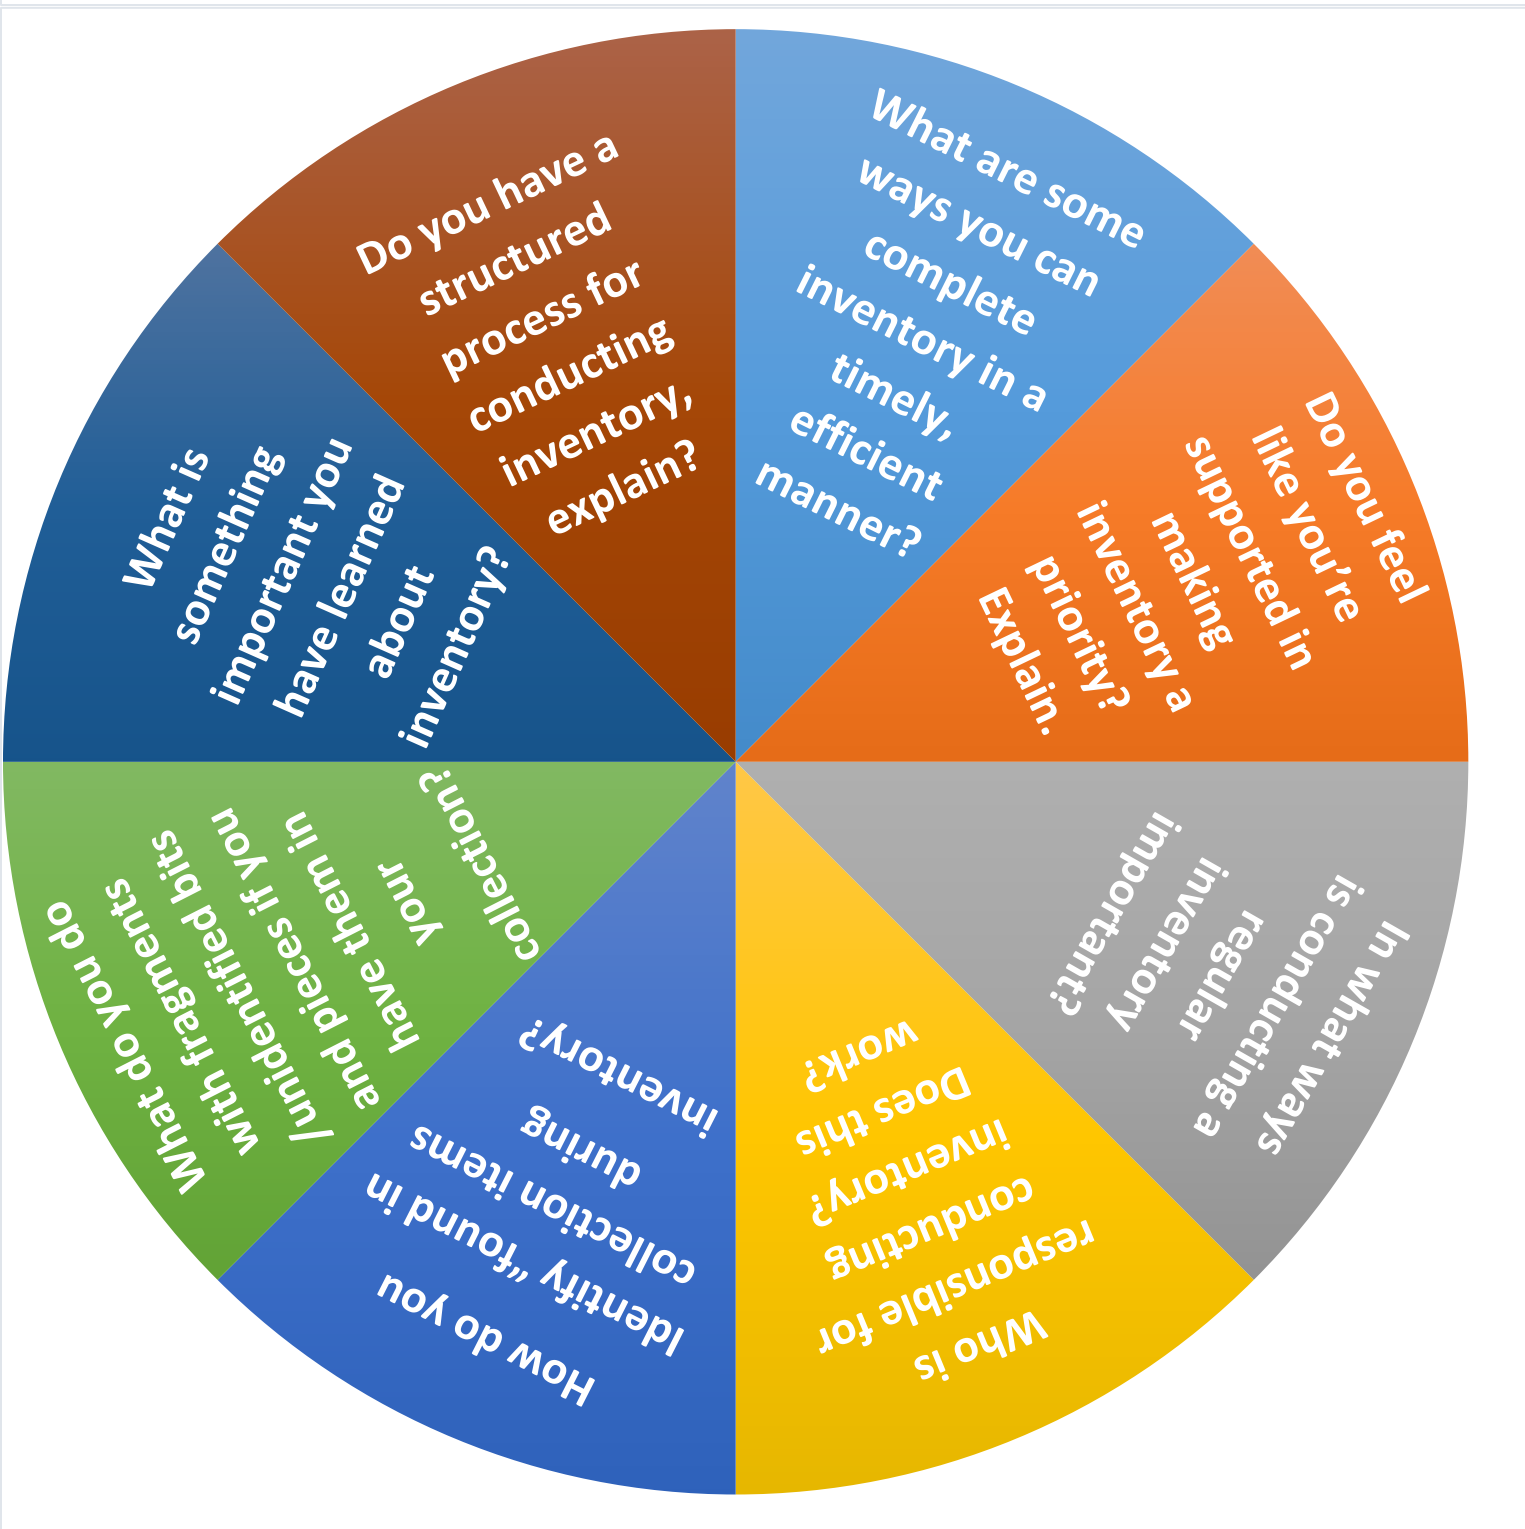 What are some
ways you can
complete
inventory in a
timely,
efficient
manner?
Do you feel
like you’re
supported in
making
inventory a
priority?
Explain.
In what ways
is conducting a
regular
inventory
important?
Who is
responsible for
conducting
inventory?
Does this
work?
How do you
Identify “found in
collection items
during
inventory?
What do you do
with fragments
/unidentified bits
and pieces if you
have them in
your
collection?
What is
something
important you
have learned
about
inventory?
Do you have a
structured
process for
conducting
inventory,
explain?